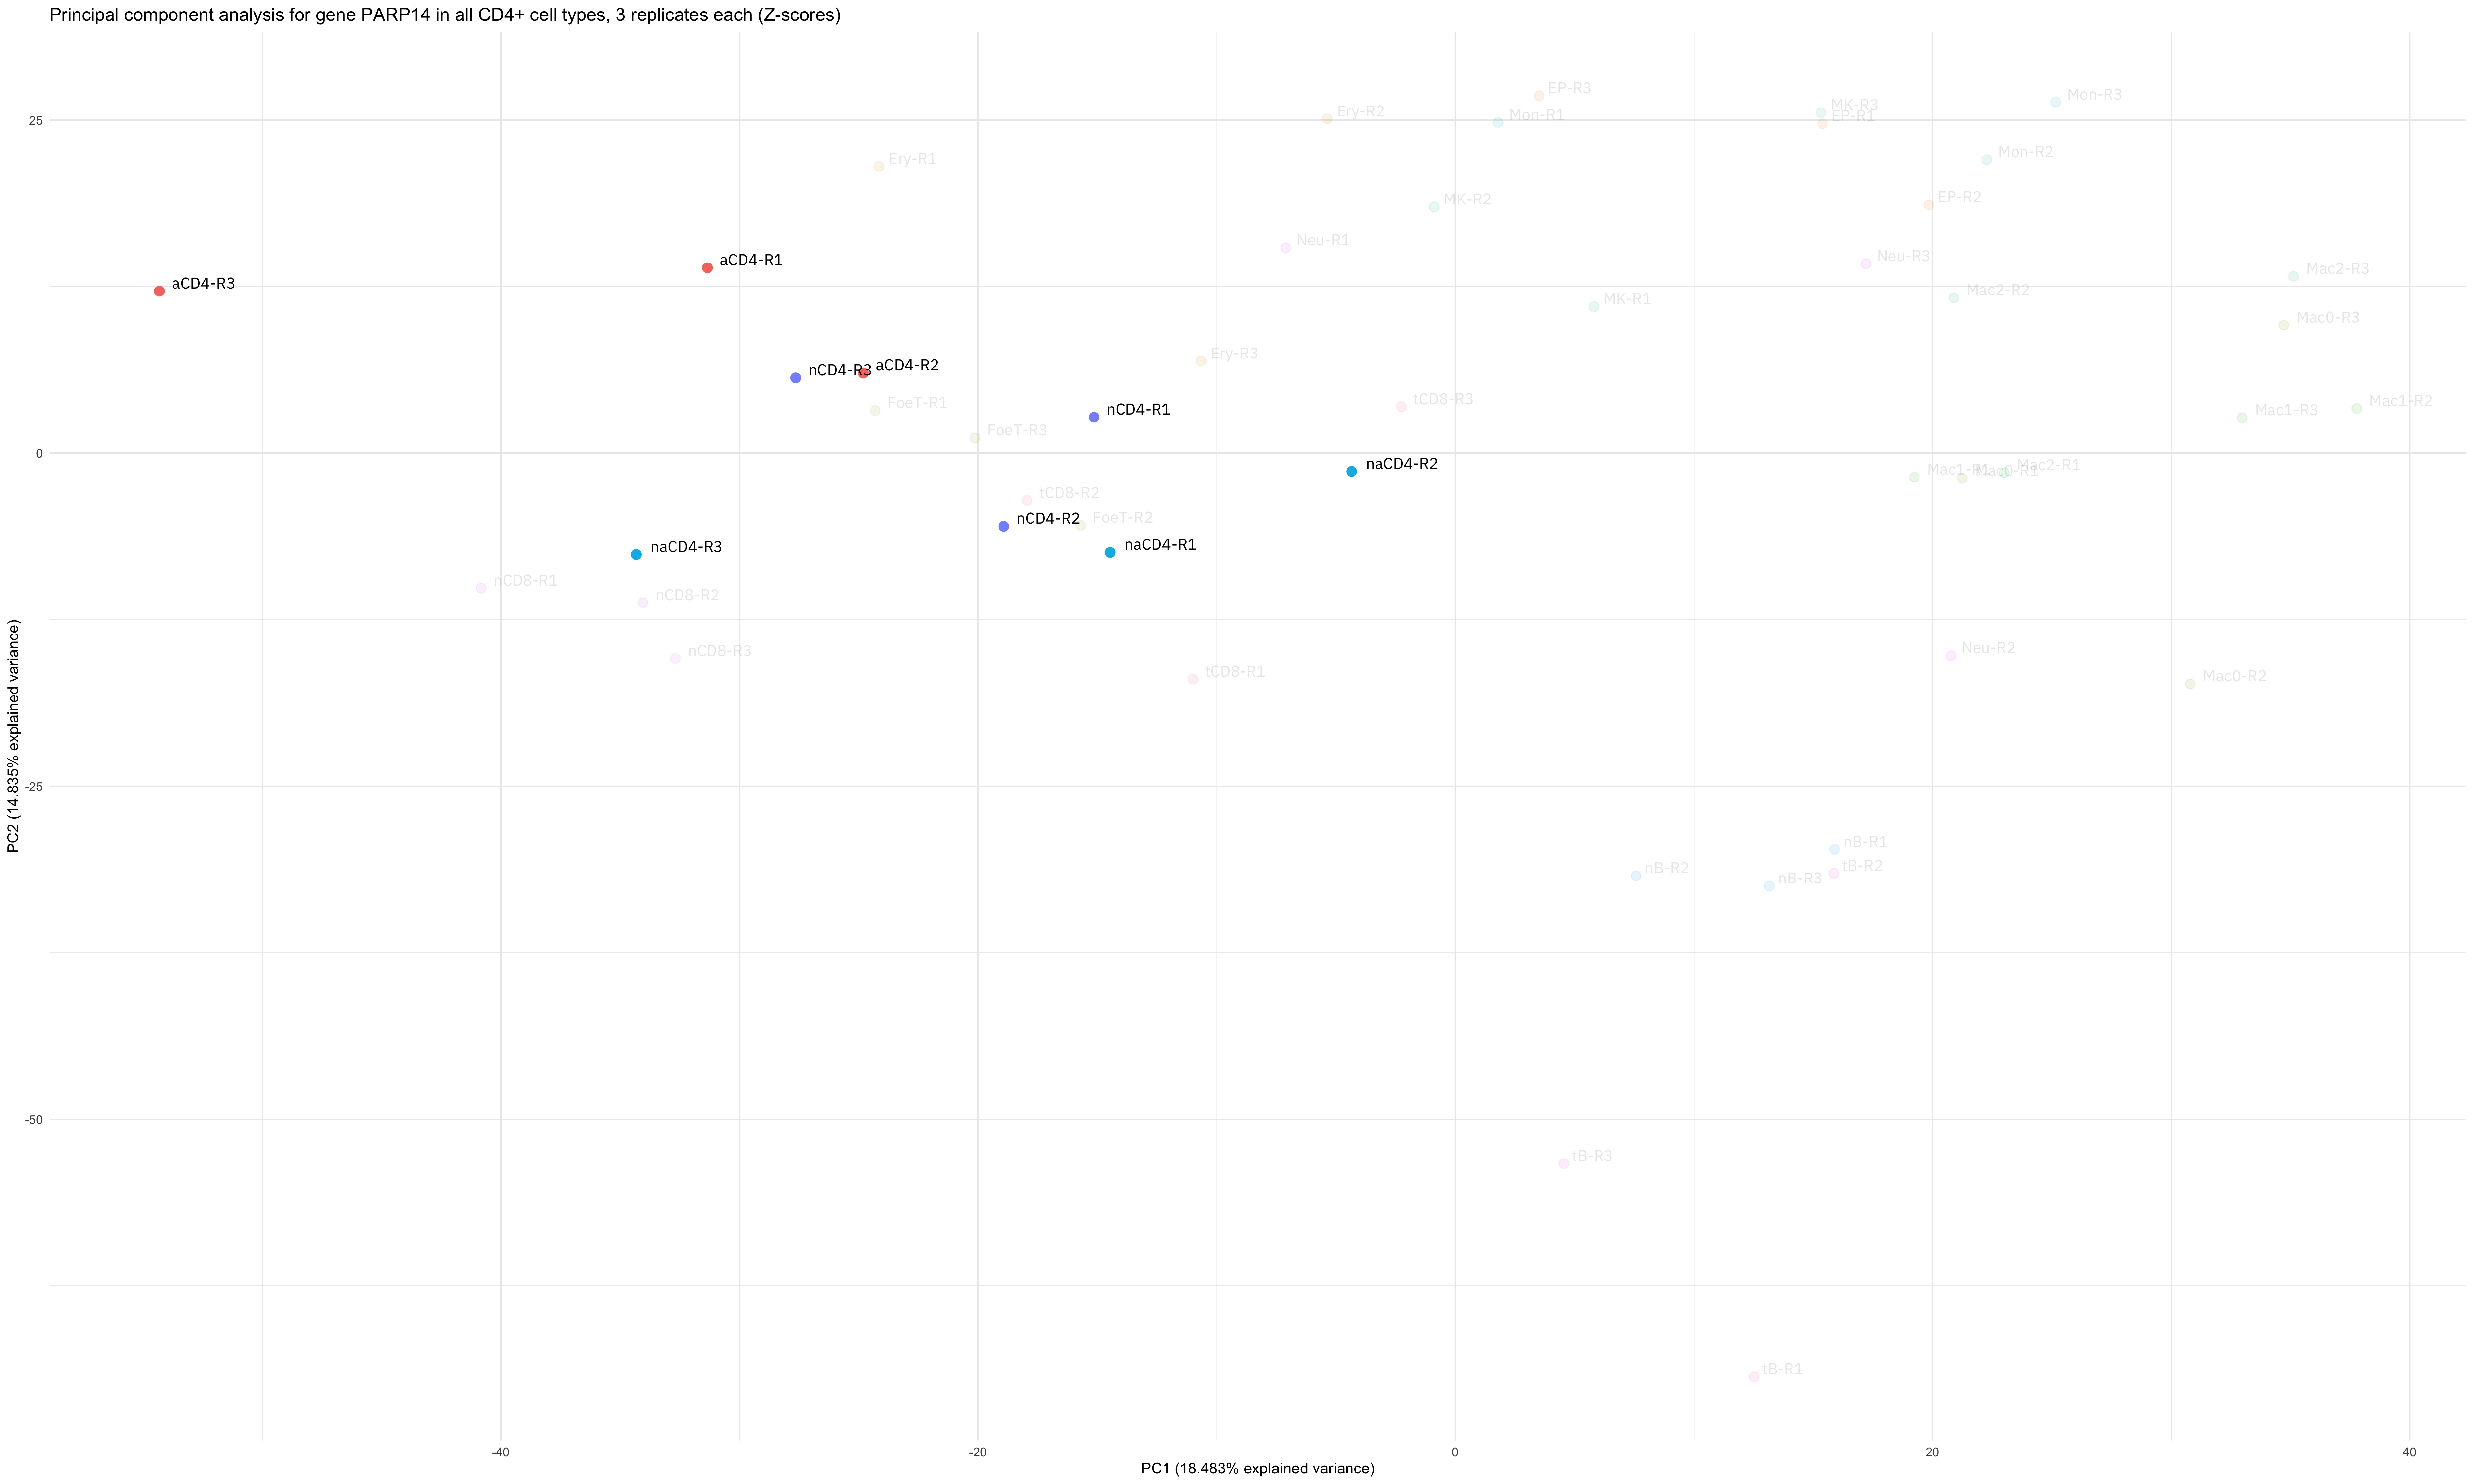 Principal component analysis for gene PARP14 in all CD4+ cell types, 3 replicates each (Z-scores)
EP-R3
Mon-R3
MK-R3
Ery-R2
Mon-R1
EP-R1
25
Mon-R2
Ery-R1
EP-R2
MK-R2
Neu-R1
Neu-R3
aCD4-R1
Mac2-R3
aCD4-R3
Mac2-R2
MK-R1
Mac0-R3
Ery-R3
aCD4-R2
nCD4-R3
tCD8-R3
Mac1-R2
FoeT-R1
nCD4-R1
Mac1-R3
FoeT-R3
0
naCD4-R2
Mac2-R1
Mac1-R1
Mac0-R1
tCD8-R2
FoeT-R2
nCD4-R2
naCD4-R1
naCD4-R3
nCD8-R1
nCD8-R2
Neu-R2
nCD8-R3
tCD8-R1
Mac0-R2
PC2 (14.835% explained variance)
-25
nB-R1
tB-R2
nB-R2
nB-R3
-50
tB-R3
tB-R1
-40
-20
0
20
40
PC1 (18.483% explained variance)